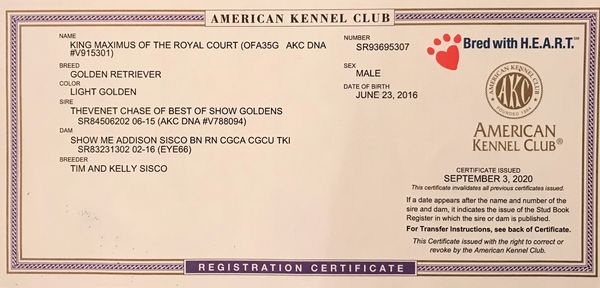 AMERICAN KENNEL CLUB
NAME
KING MAXIMUS OF THE ROYAL COURT (OFA35G AKC DNA
#V915301)
BREED
GOLDEN RETRIEVER
COLOR
LIGHT GOLDEN
SIRE
THEVENET CHASE OF BEST OF SHOW GOLDENS
SR84506202 06-15 (AKC DNA #V788094)
DAM
SHOW ME ADDISON SISCO BN RN CGCA CGCU TKI
SR83231302 02-16 (EYE66)
BREEDER
TIM AND KELLY SISCO
NUMBER
SR93695307
SEX
MALE
DATE OF BIRTH
JUNE 23, 2016
Bred with H.E.A.R.T.℠
AMERICAN KENNEL CLUB
AKC
FOUNDED 1884
AMERICAN
KENNEL CLUB®
CERTIFICATE ISSUED
SEPTEMBER 3, 2020
This certificate invalidates all previous certificates issued.
If a date appears after the name and number of the
sire and dam, it indicates the issue of the Stud Book
Register in which the sire or dam is published.
For Transfer Instructions, see back of Certificate.
This Certificate issued with the right to correct or
revoke by the American Kennel Club.
REGISTRATION CERTIFICATE